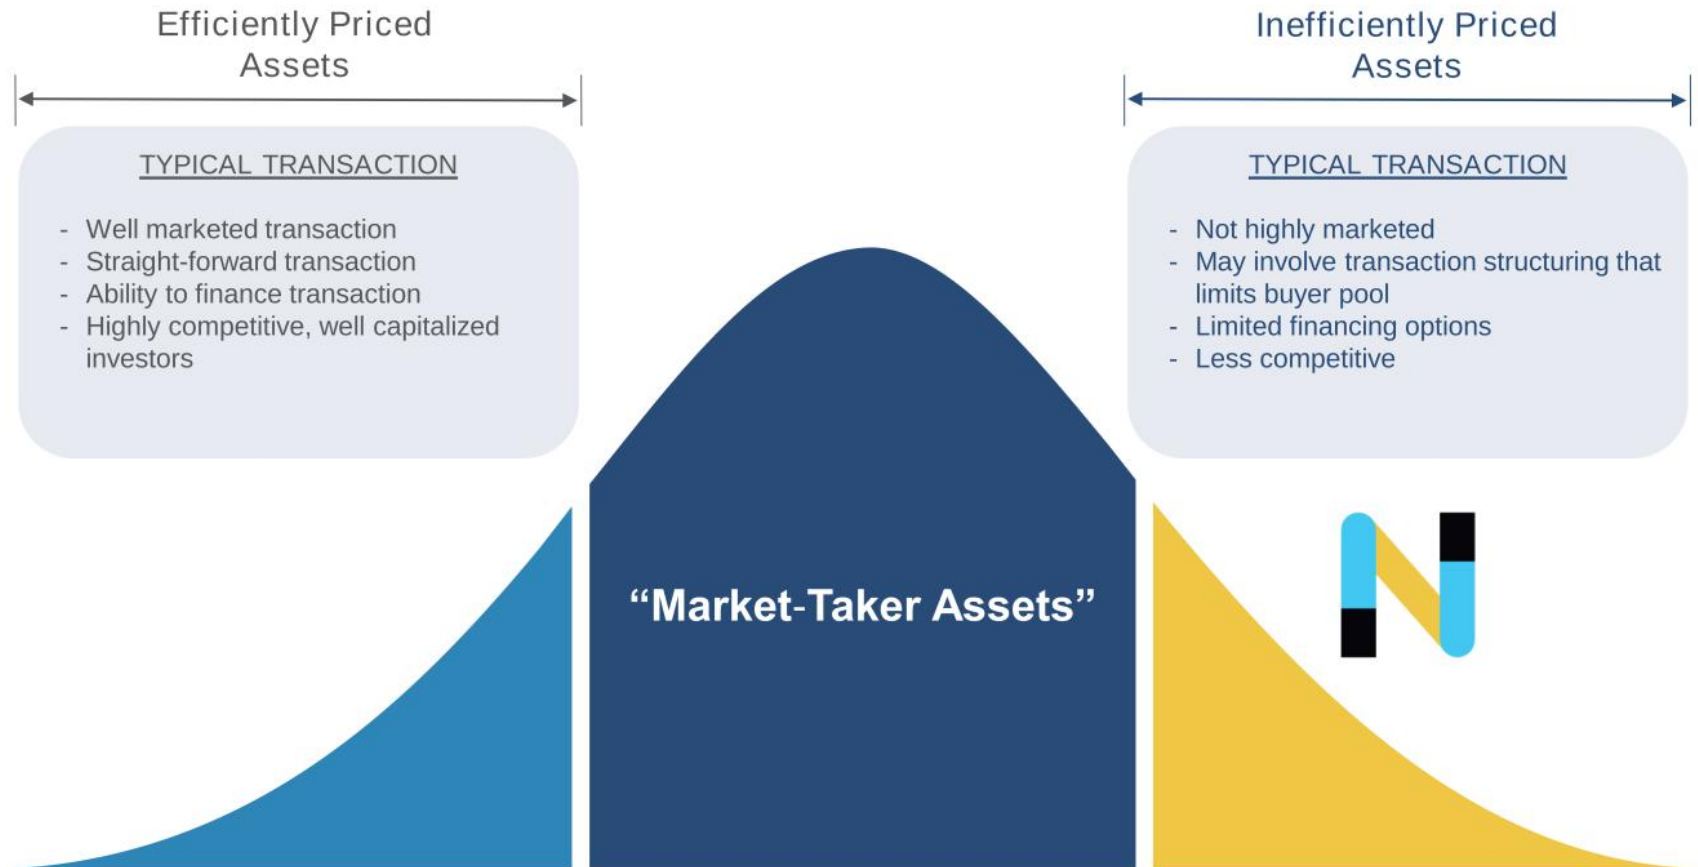 Efficiently Priced
Assets
TYPICAL TRANSACTION
- Well marketed transaction
- Straight-forward transaction
- Ability to finance transaction
- Highly competitive, well capitalized
investors
“Market-Taker Assets”
Inefficiently Priced
Assets
TYPICAL TRANSACTION
- Not highly marketed
- May involve transaction structuring that
limits buyer pool
- Limited financing options
- Less competitive
N